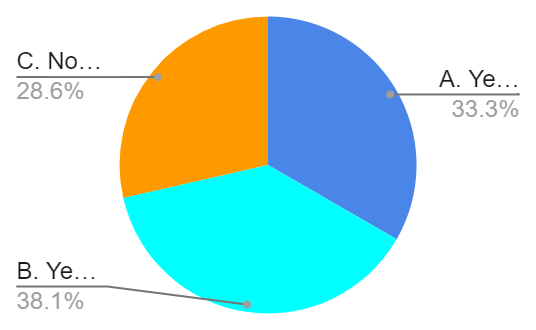 C. No…
28.6%
A. Ye…
33.3%
B. Ye…
38.1%